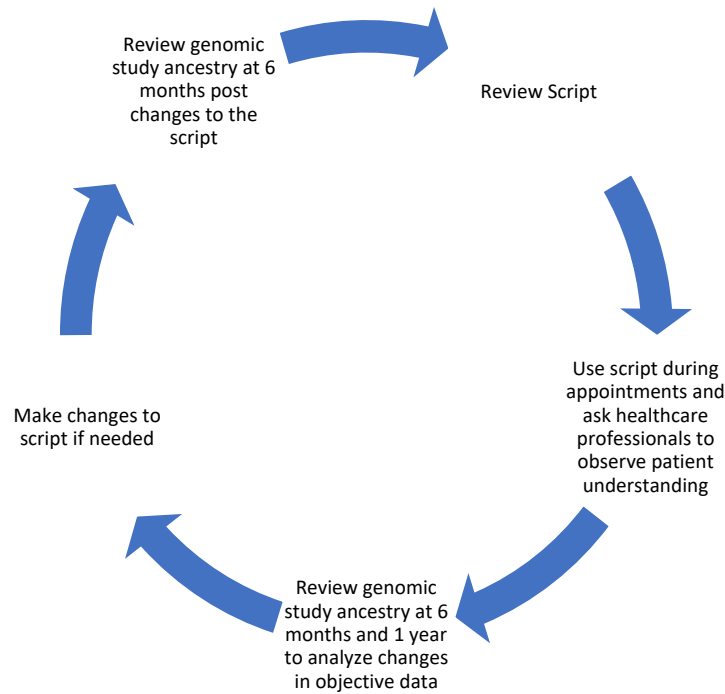 Review genomic
study ancestry at 6
months post
changes to the
script
Review Script
Use script during
appointments and
ask healthcare
professionals to
observe patient
understanding
Review genomic
study ancestry at 6
months and 1 year
to analyze changes
in objective data
Make changes to
script if needed